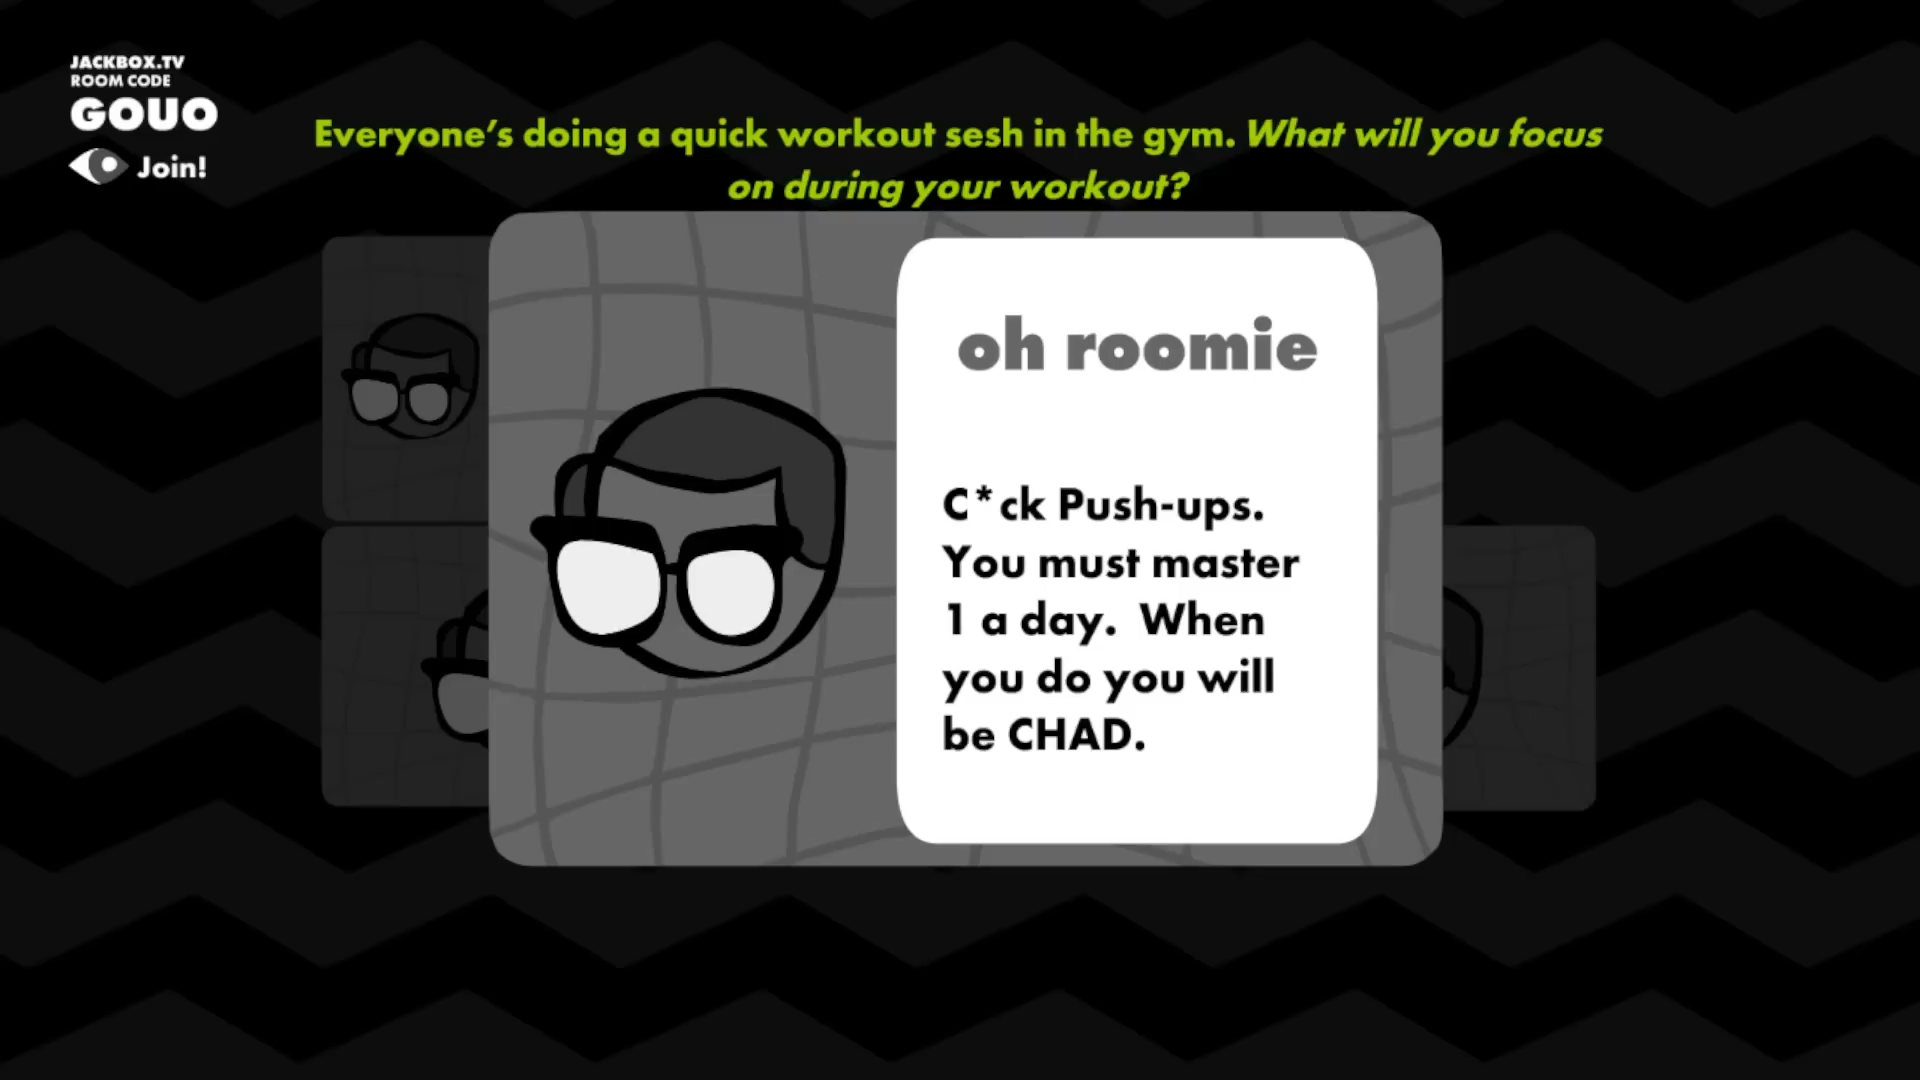 JACKBOX.TV
ROOM CODE
GOUO
Join!
Everyone’s doing a quick workout sesh in the gym. What will you focus
on during your workout?
oh roomie
C*ck Push-ups.
You must master
1 a day.  When
you do you will
be CHAD.